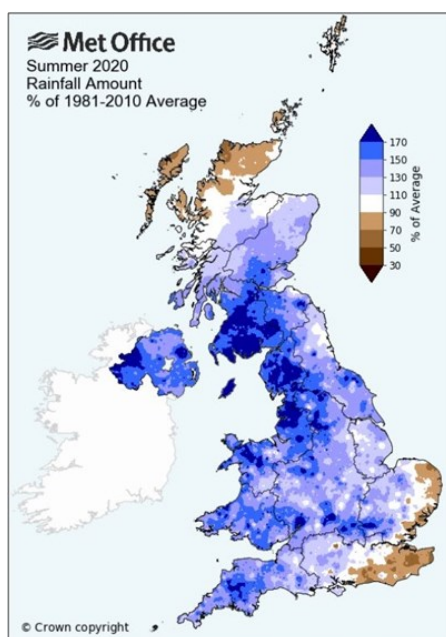 Met Office
Summer 2020
Rainfall Amount
% of 1981-2010 Average
170
150
130
110
90
70
50
30
% of Average
© Crown copyright